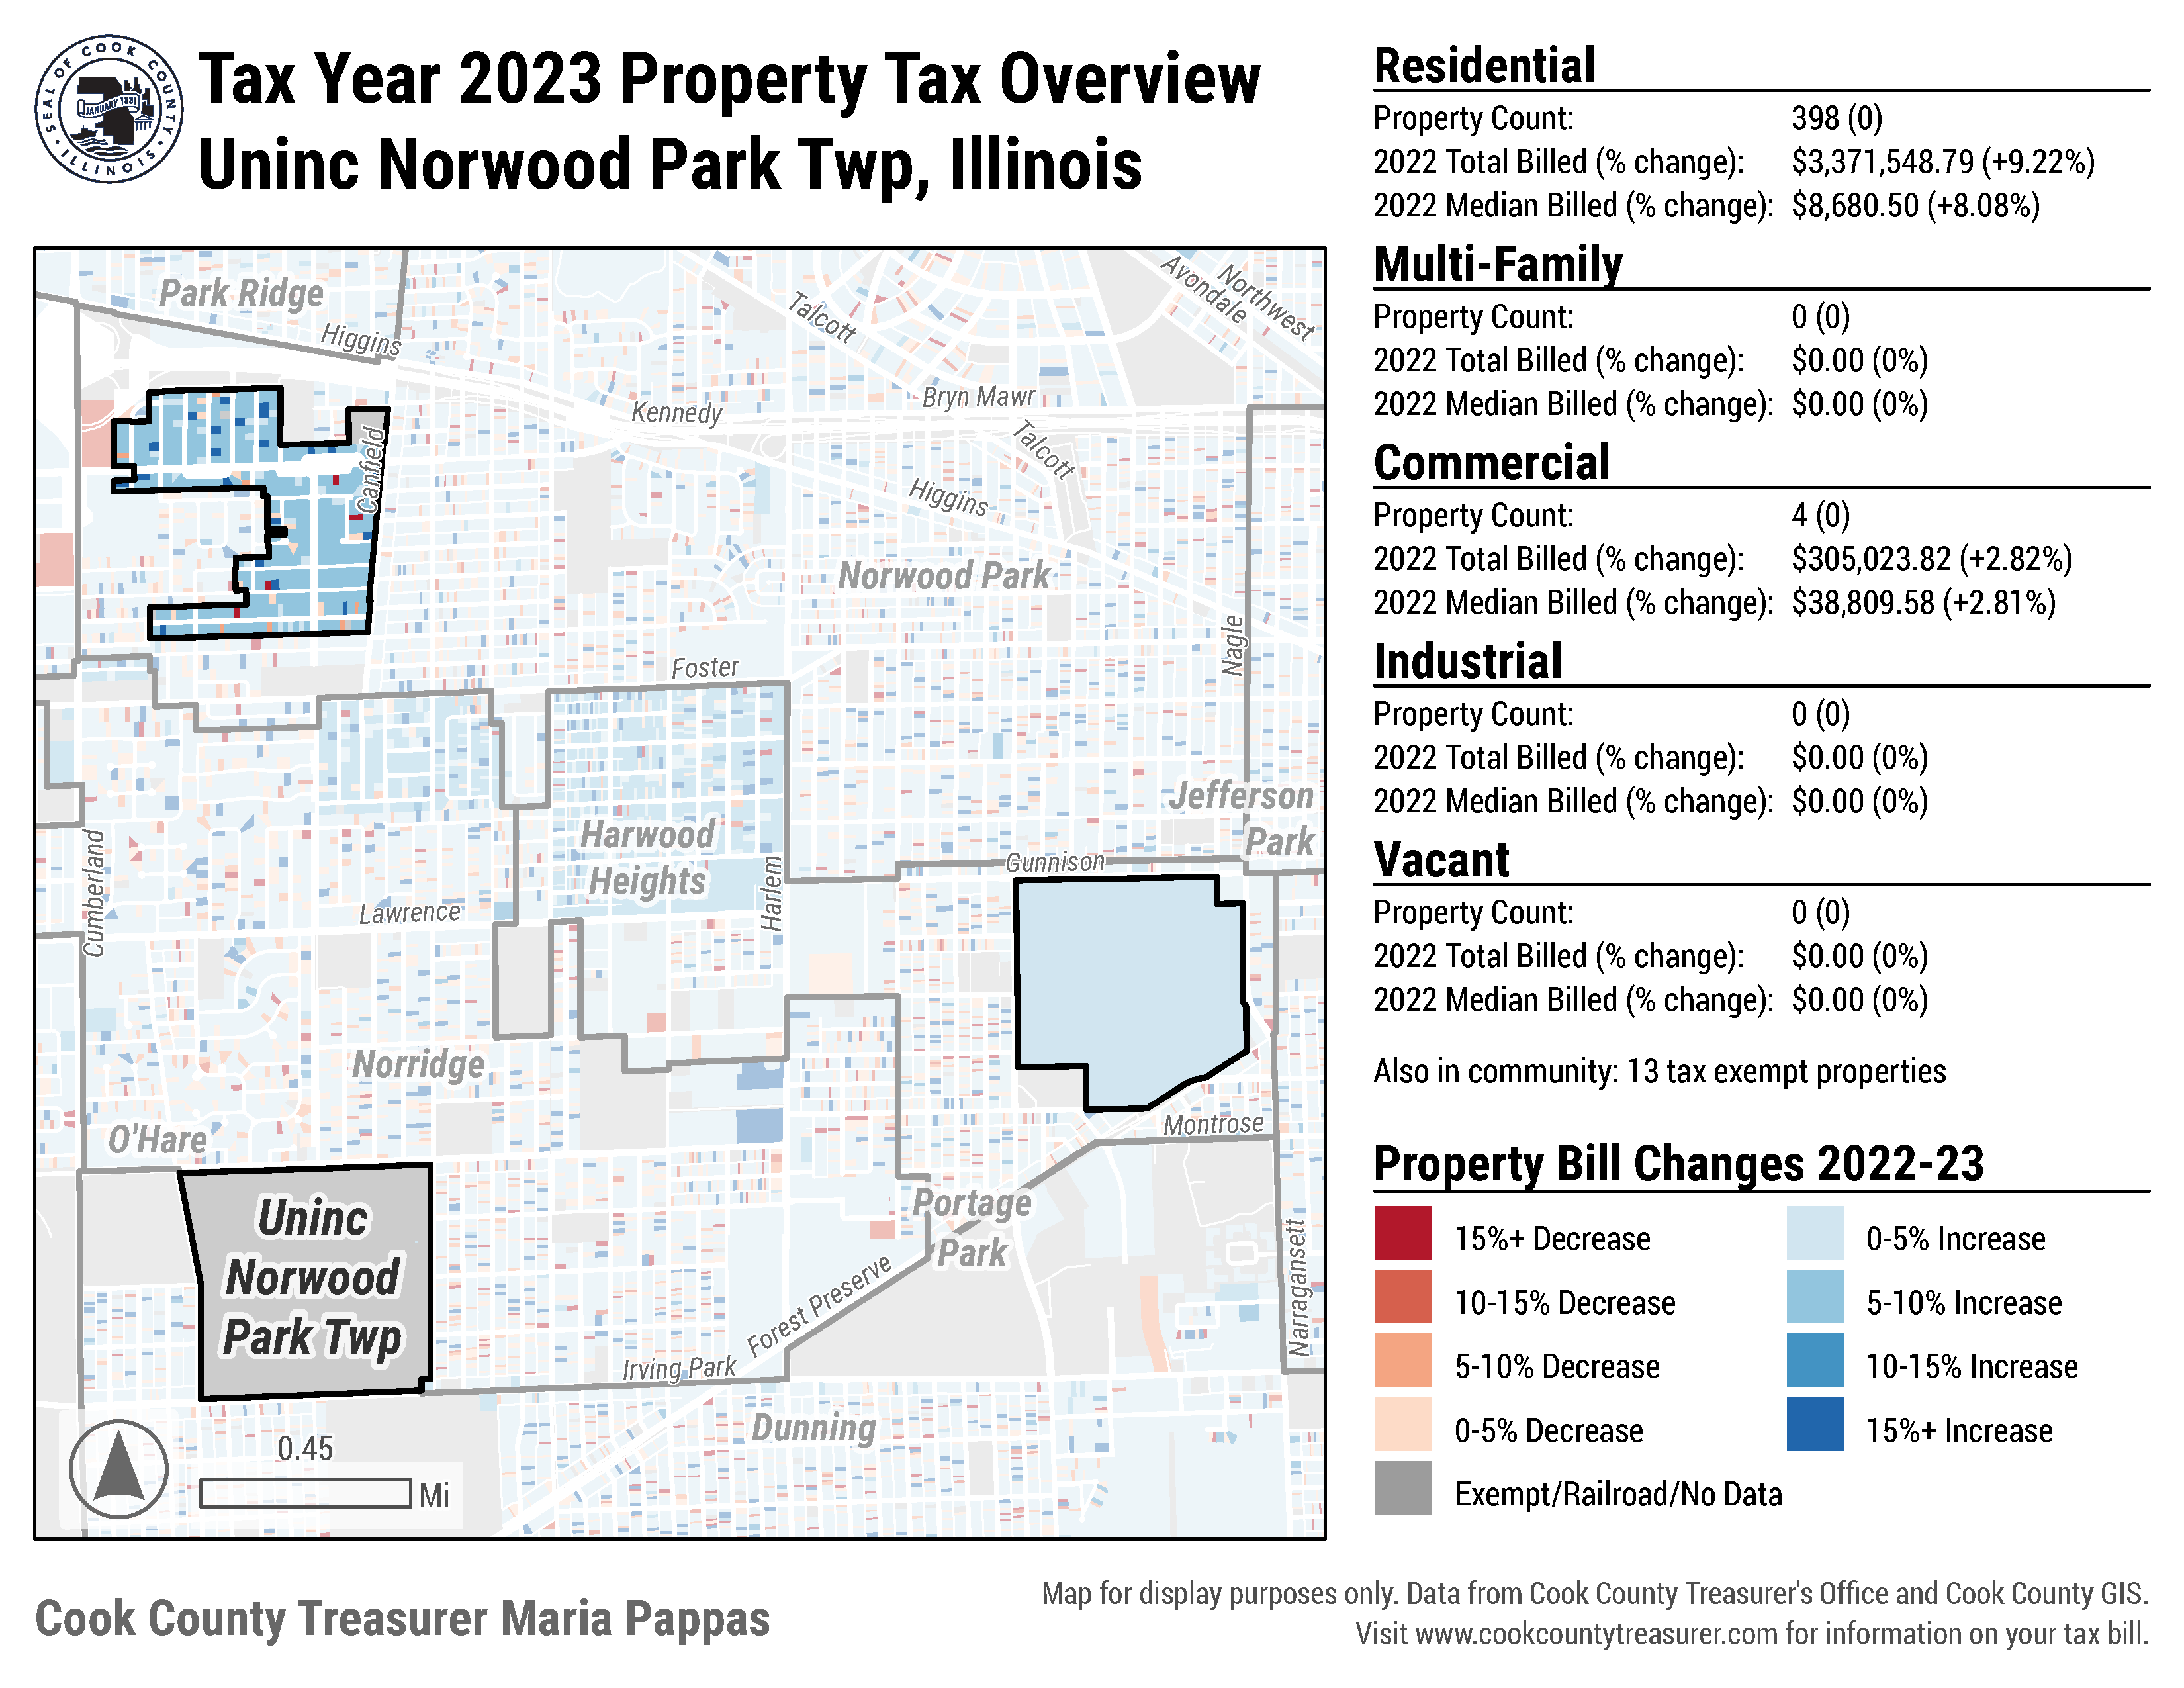 SEAL OF COOK COUNTY
JANUARY 1831
• ILLINOIS •
Tax Year 2023 Property Tax Overview
Uninc Norwood Park Twp, Illinois
Park Ridge
Higgins
Talcott
Avondale
Northwest
Kennedy
Bryn Mawr
Talcott
Canfield
Higgins
Norwood Park
Nagle
Foster
Jefferson
Park
Harwood
Heights
Gunnison
Cumberland
Harlem
Lawrence
Norridge
O'Hare
Montrose
Uninc
Norwood
Park Twp
Portage
Park
Narragansett
Forest Preserve
Irving Park
Dunning
0.45
Mi
Residential
Property Count: 398 (0)
2022 Total Billed (% change): $3,371,548.79 (+9.22%)
2022 Median Billed (% change): $8,680.50 (+8.08%)
Multi-Family
Property Count: 0 (0)
2022 Total Billed (% change): $0.00 (0%)
2022 Median Billed (% change): $0.00 (0%)
Commercial
Property Count: 4 (0)
2022 Total Billed (% change): $305,023.82 (+2.82%)
2022 Median Billed (% change): $38,809.58 (+2.81%)
Industrial
Property Count: 0 (0)
2022 Total Billed (% change): $0.00 (0%)
2022 Median Billed (% change): $0.00 (0%)
Vacant
Property Count: 0 (0)
2022 Total Billed (% change): $0.00 (0%)
2022 Median Billed (% change): $0.00 (0%)
Also in community: 13 tax exempt properties
Property Bill Changes 2022-23
15%+ Decrease
10-15% Decrease
5-10% Decrease
0-5% Decrease
Exempt/Railroad/No Data
0-5% Increase
5-10% Increase
10-15% Increase
15%+ Increase
Cook County Treasurer Maria Pappas
Map for display purposes only. Data from Cook County Treasurer's Office and Cook County GIS.
Visit www.cookcountytreasurer.com for information on your tax bill.